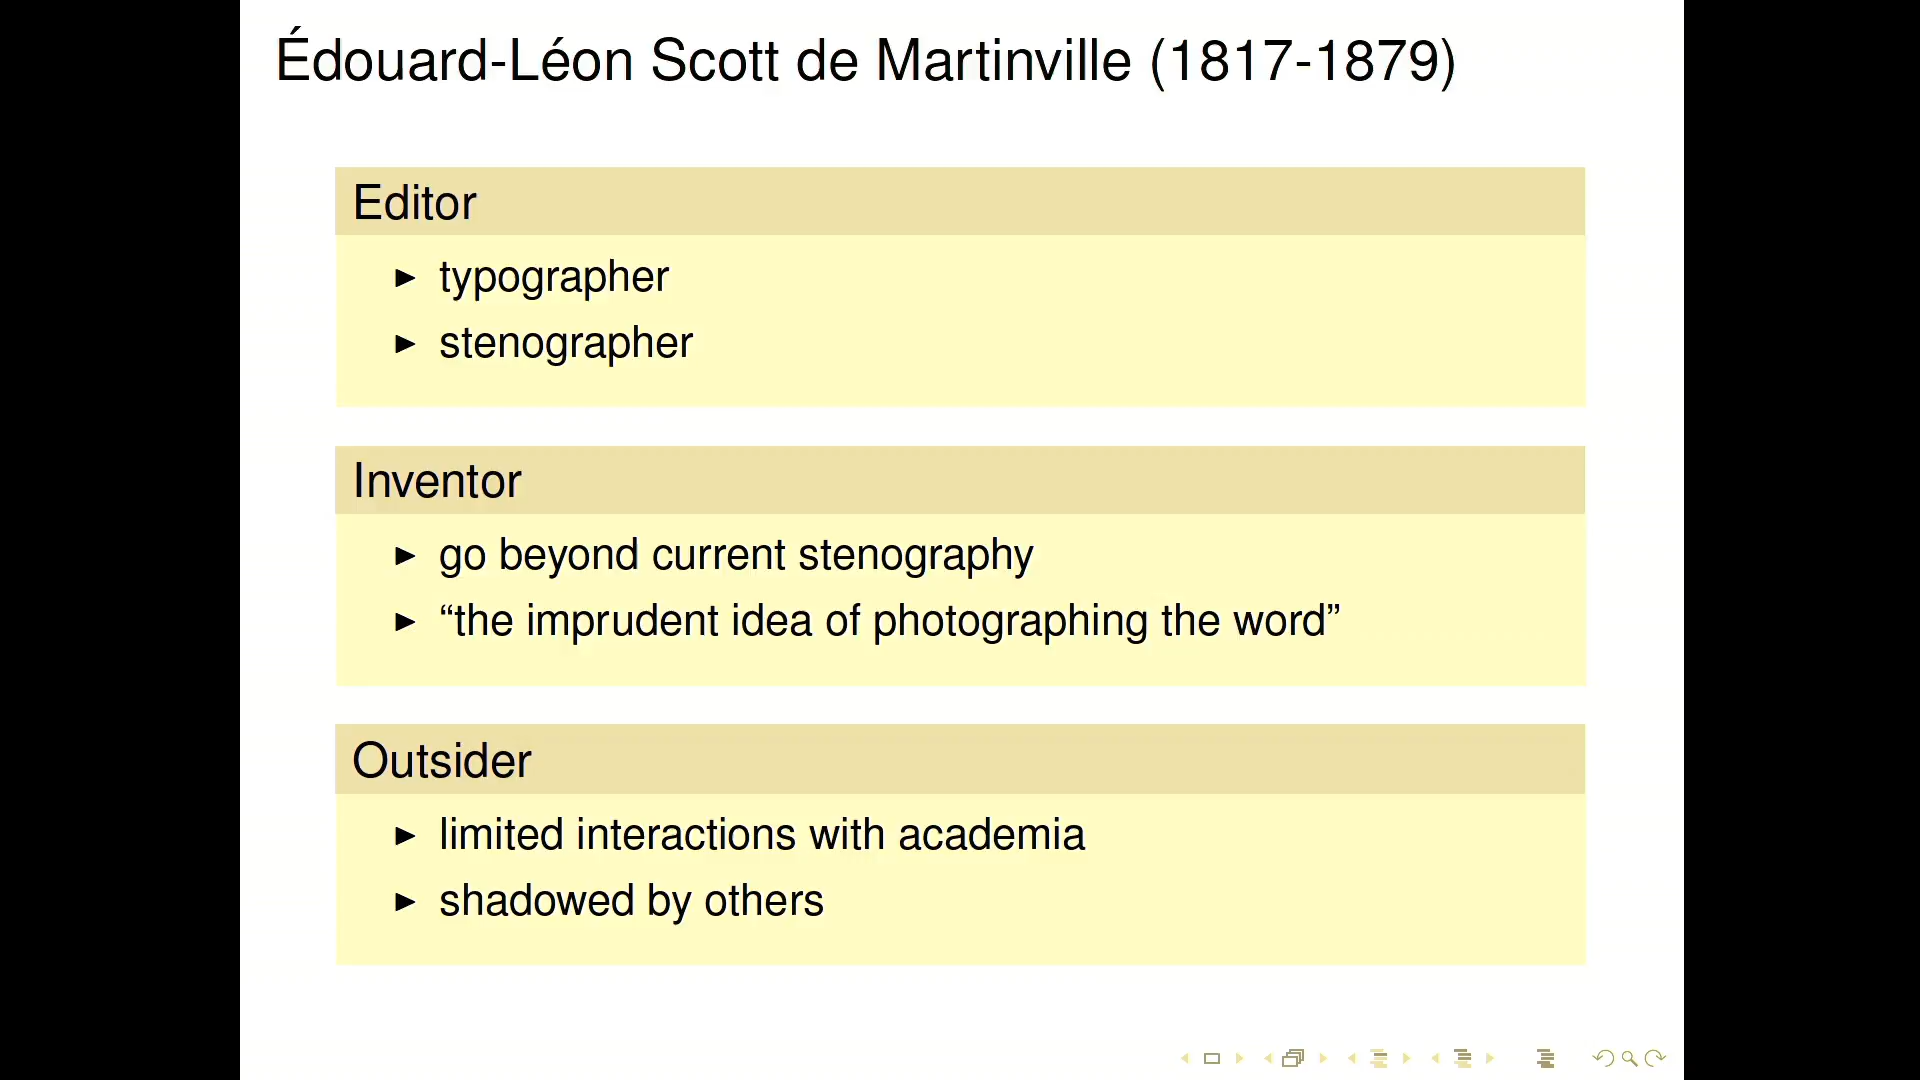 Édouard-Léon Scott de Martinville (1817-1879)
Editor
typographer
stenographer
Inventor
go beyond current stenography
“the imprudent idea of photographing the word”
Outsider
limited interactions with academia
shadowed by others